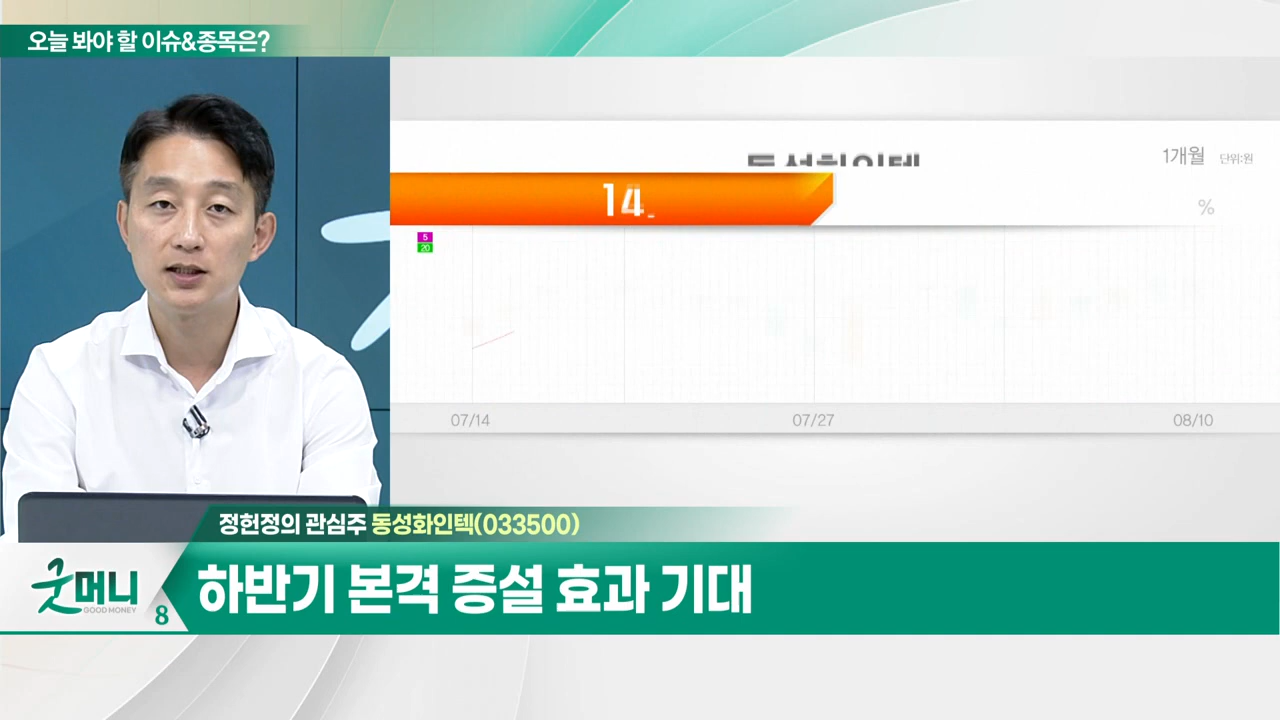 오늘 봐야 할 이슈&종목은?
1개월 단위:원
14
%
5
20
07/14 07/27 08/10
정헌정의 관심주 동성화인텍(033500)
하반기 본격 증설 효과 기대
굿머니
GOOD MONEY
8